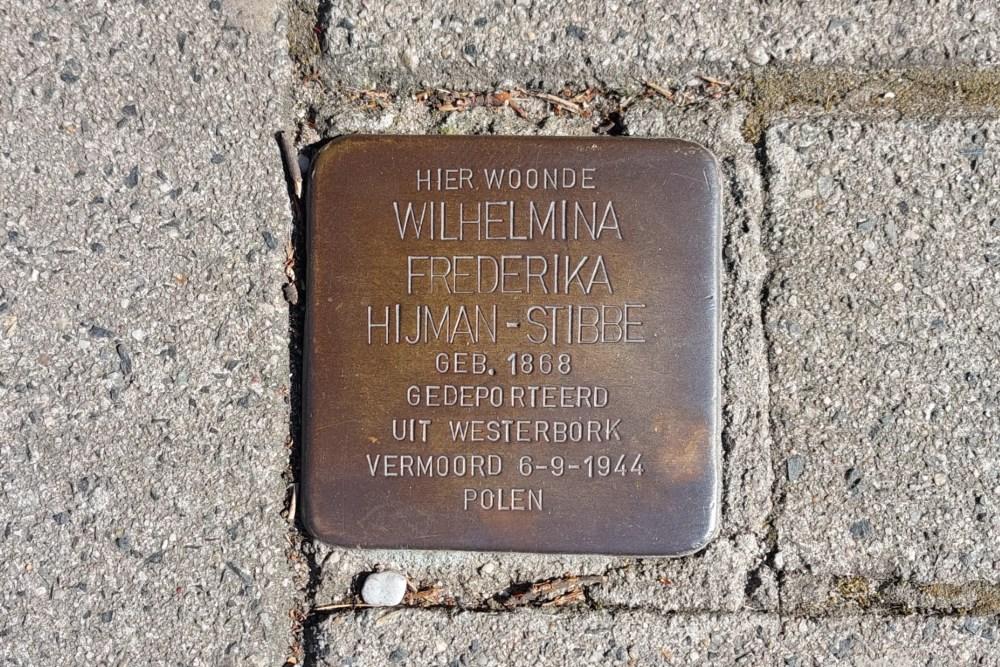 HIER WOONDE
WILHELMINA
FREDERIKA
HIJMAN-STIBBE
GEB. 1868
GEDEPORTEERD
UIT WESTERBORK
VERMOORD 6-9-1944
POLEN